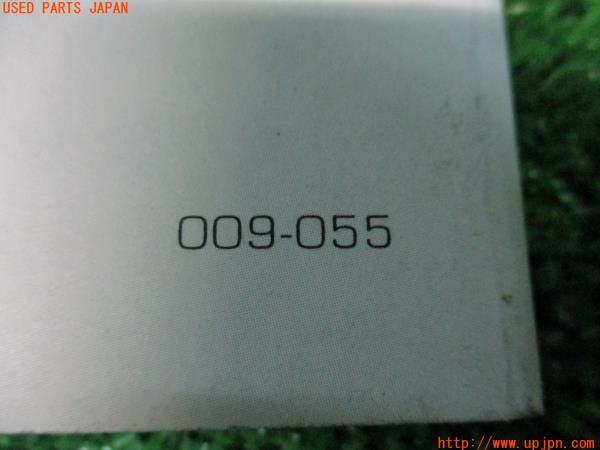 USED PARTS JAPAN
009-055
http://www.upjpn.com/